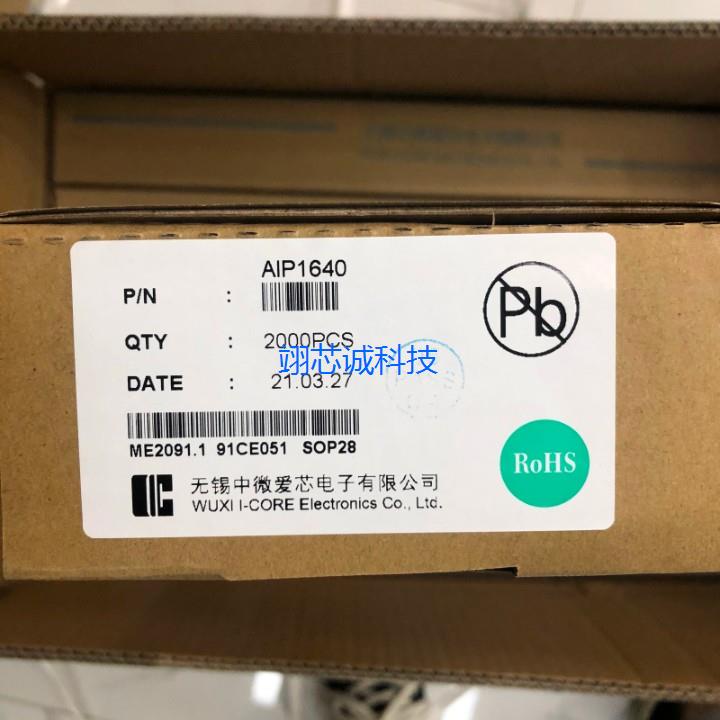 AIP1640
P/N :
QTY : 2000PCS
翊芯诚科技
DATE : 21.03.27
Pb
ME2091.1 91CE051 SOP28
RoHS
无锡中微爱芯电子有限公司
WUXI I-CORE Electronics Co., Ltd.